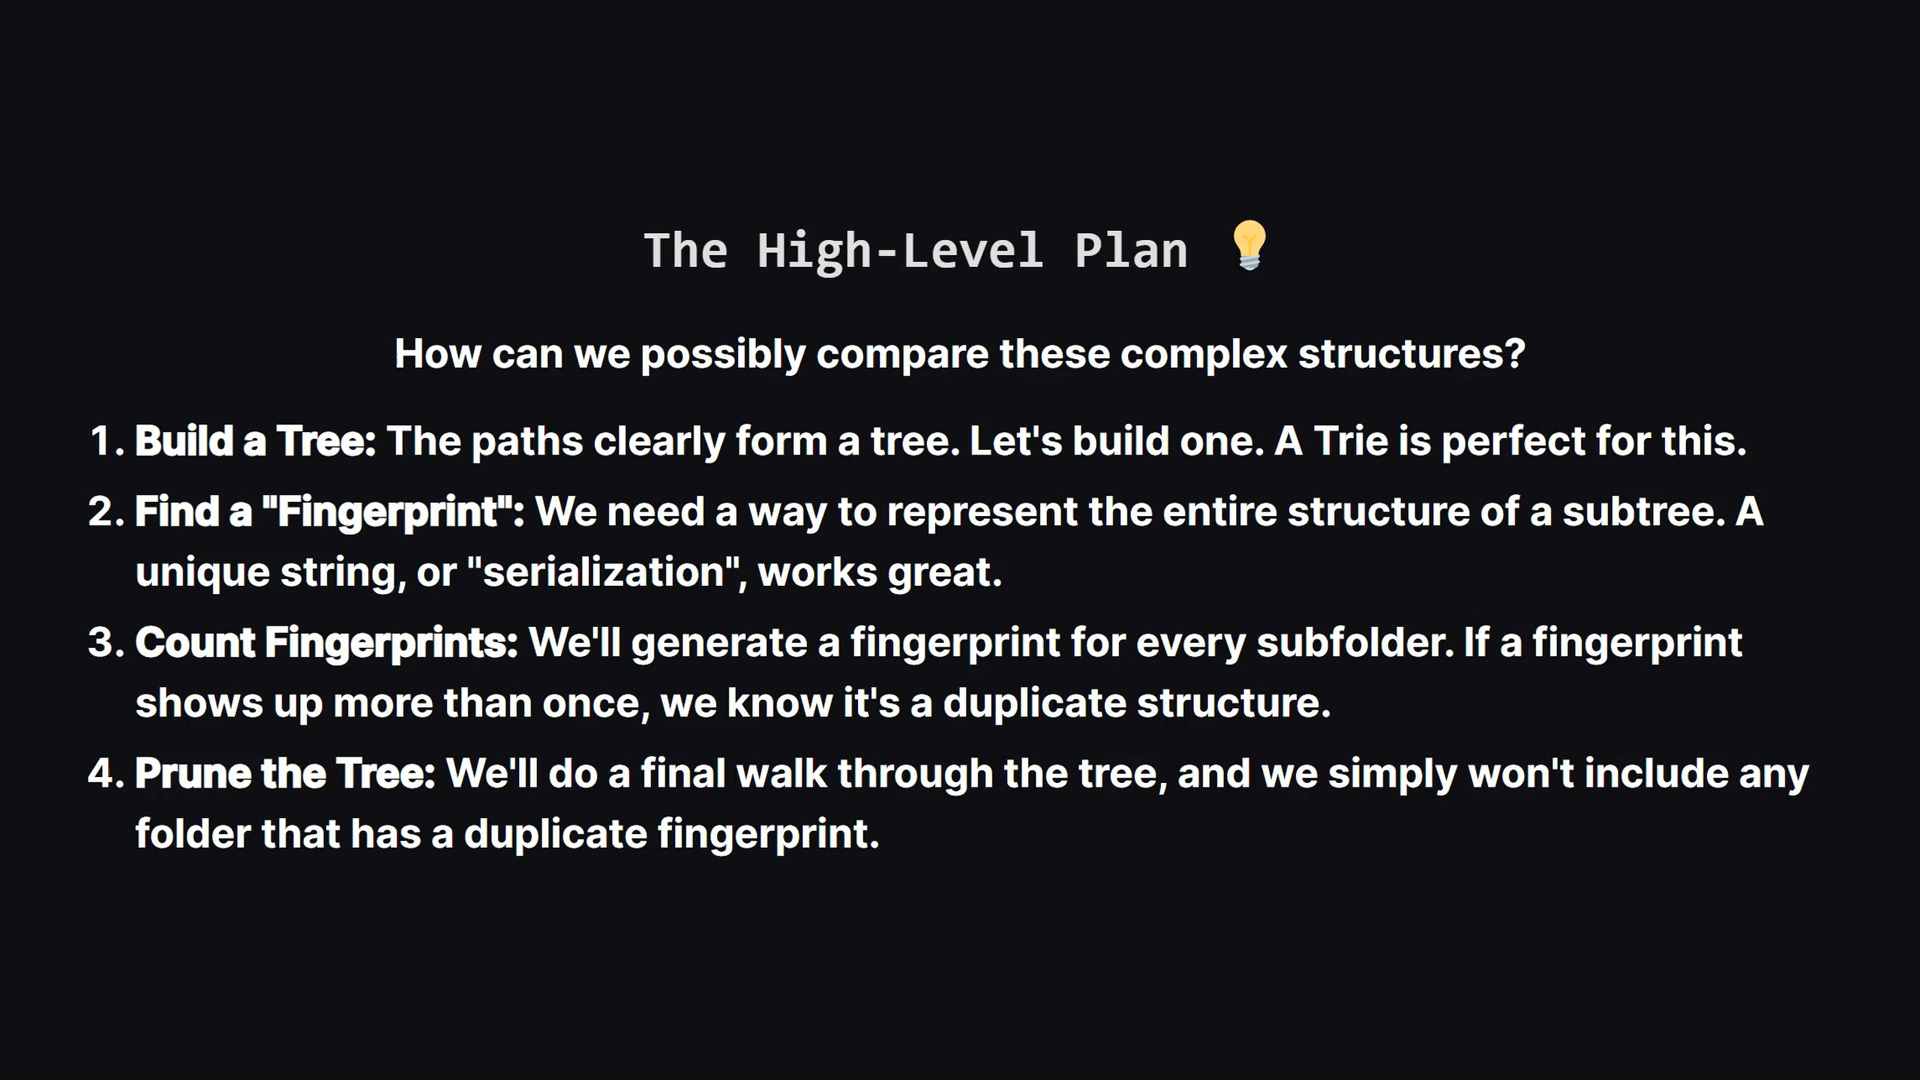 The High-Level Plan 💡
How can we possibly compare these complex structures?
1. Build a Tree: The paths clearly form a tree. Let's build one. A Trie is perfect for this.
2. Find a "Fingerprint": We need a way to represent the entire structure of a subtree. A
unique string, or "serialization", works great.
3. Count Fingerprints: We'll generate a fingerprint for every subfolder. If a fingerprint
shows up more than once, we know it's a duplicate structure.
4. Prune the Tree: We'll do a final walk through the tree, and we simply won't include any
folder that has a duplicate fingerprint.